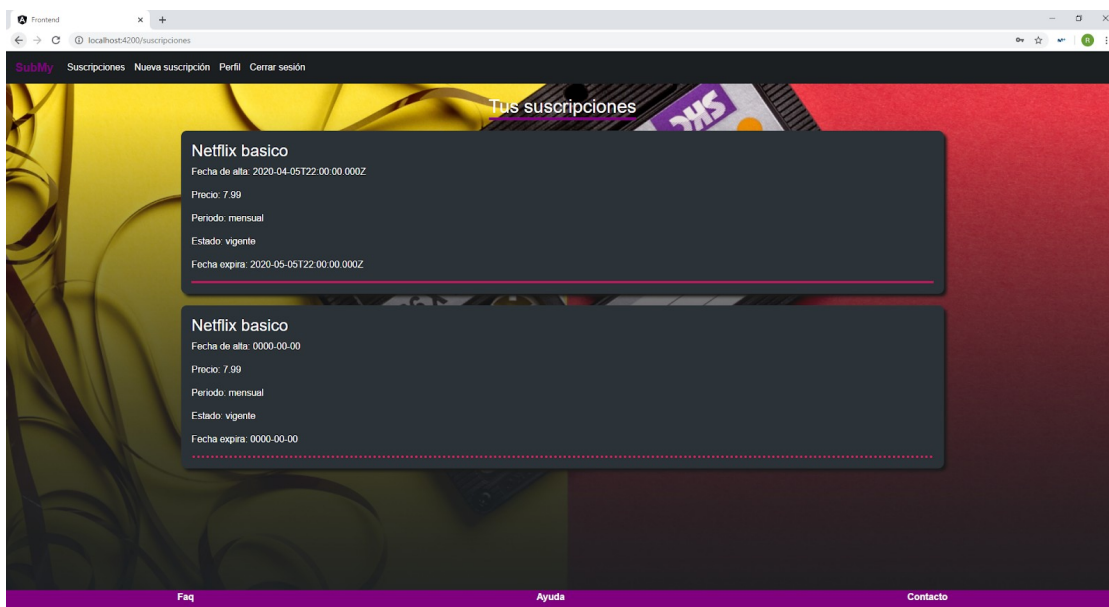 Frontend
localhost:4200/suscripciones
R
SubMy Suscripciones Nueva suscripción Perfil Cerrar sesión
Tus suscripciones
Netflix basico
Fecha de alta: 2020-04-05T22:00:00.000Z
Precio: 7.99
Periodo: mensual
Estado: vigente
Fecha expira: 2020-05-05T22:00:00.000Z
Netflix basico
Fecha de alta: 0000-00-00
Precio: 7.99
Periodo: mensual
Estado: vigente
Fecha expira: 0000-00-00
Faq Ayuda Contacto